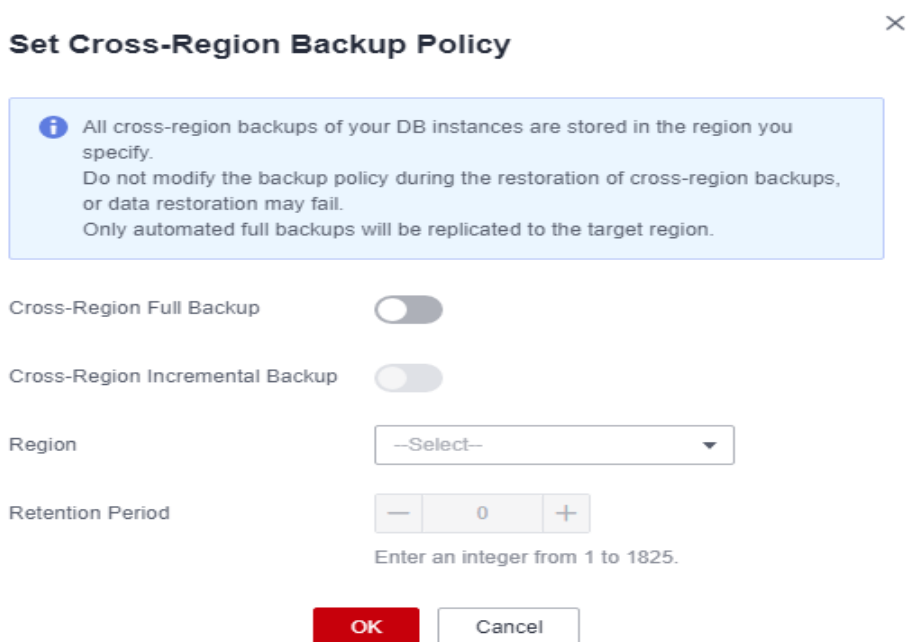 Set Cross-Region Backup Policy
All cross-region backups of your DB instances are stored in the region you
specify.
Do not modify the backup policy during the restoration of cross-region backups,
or data restoration may fail.
Only automated full backups will be replicated to the target region.
Cross-Region Full Backup
Cross-Region Incremental Backup
Region
--Select--
Retention Period
0
Enter an integer from 1 to 1825.
OK
Cancel